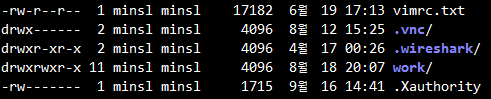 -rw-r--r-- 1 minsl minsl 17182 6월 19 17:13 vimrc.txt
drwx------ 2 minsl minsl 4096 8월 12 15:25 .vnc/
drwxr-xr-x 2 minsl minsl 4096 4월 17 00:26 .wireshark/
drwxrwxr-x 11 minsl minsl 4096 8월 18 20:07 work/
-rw------- 1 minsl minsl 1715 9월 16 14:41 .Xauthority